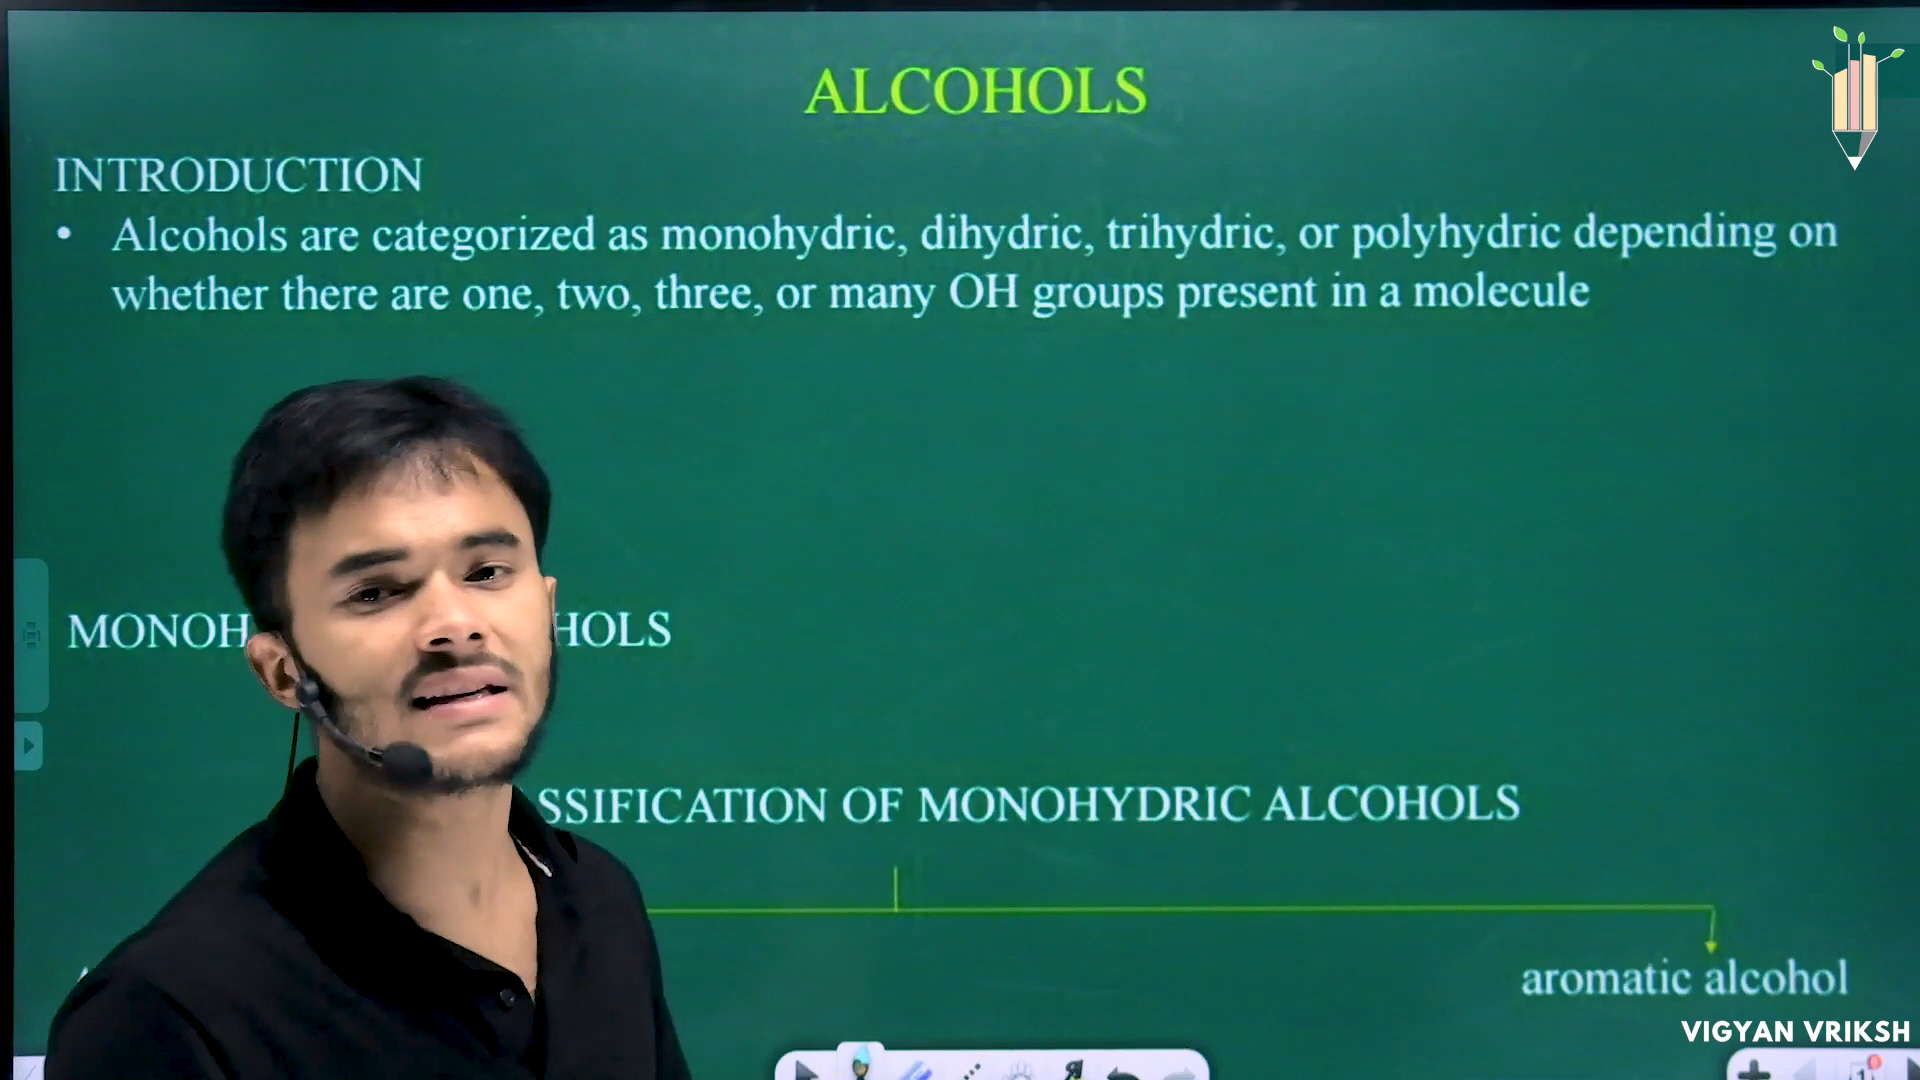 ALCOHOLS
INTRODUCTION
• Alcohols are categorized as monohydric, dihydric, trihydric, or polyhydric depending on
whether there are one, two, three, or many OH groups present in a molecule
MONOH HOLS
SSIFICATION OF MONOHYDRIC ALCOHOLS
aromatic alcohol
VIGYAN VRIKSH